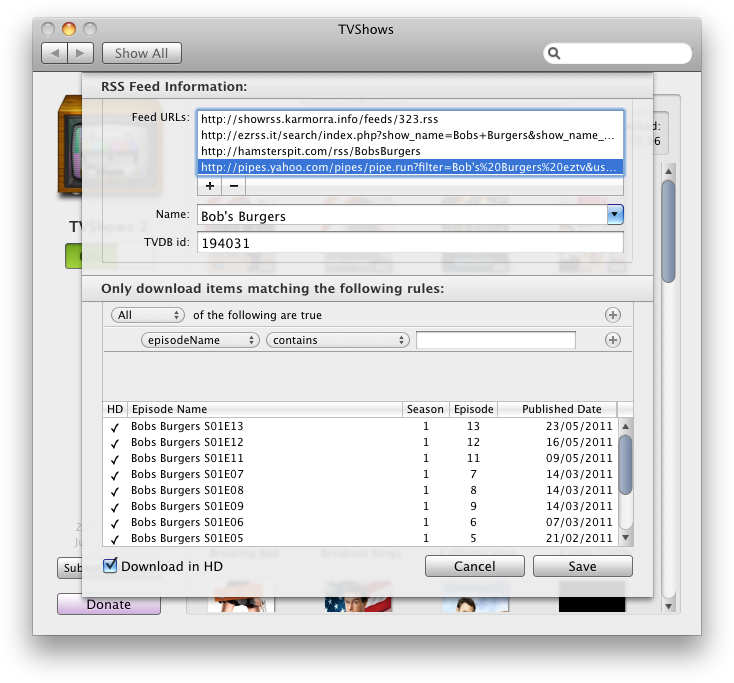 TVShows
Show All
RSS Feed Information:
Feed URLs:
http://showrss.karmorra.info/feeds/323.rss
http://ezrss.it/search/index.php?show_name=Bobs+Burgers&show_name_...
http://hamsterspit.com/rss/BobsBurgers
http://pipes.yahoo.com/pipes/pipe.run?filter=Bob's%20Burgers%20eztv&us...
+ −
Name: Bob's Burgers
TVDB id: 194031
TVShows 2
Only download items matching the following rules:
All of the following are true
episodeName contains
HD Episode Name Season Episode Published Date
✓ Bobs Burgers S01E13 1 13 23/05/2011
✓ Bobs Burgers S01E12 1 12 16/05/2011
✓ Bobs Burgers S01E11 1 11 09/05/2011
✓ Bobs Burgers S01E07 1 7 14/03/2011
✓ Bobs Burgers S01E08 1 8 14/03/2011
✓ Bobs Burgers S01E09 1 9 14/03/2011
✓ Bobs Burgers S01E06 1 6 07/03/2011
✓ Bobs Burgers S01E05 1 5 21/02/2011
Breaking Bad Breakout Kings
Download in HD Cancel Save
Donate